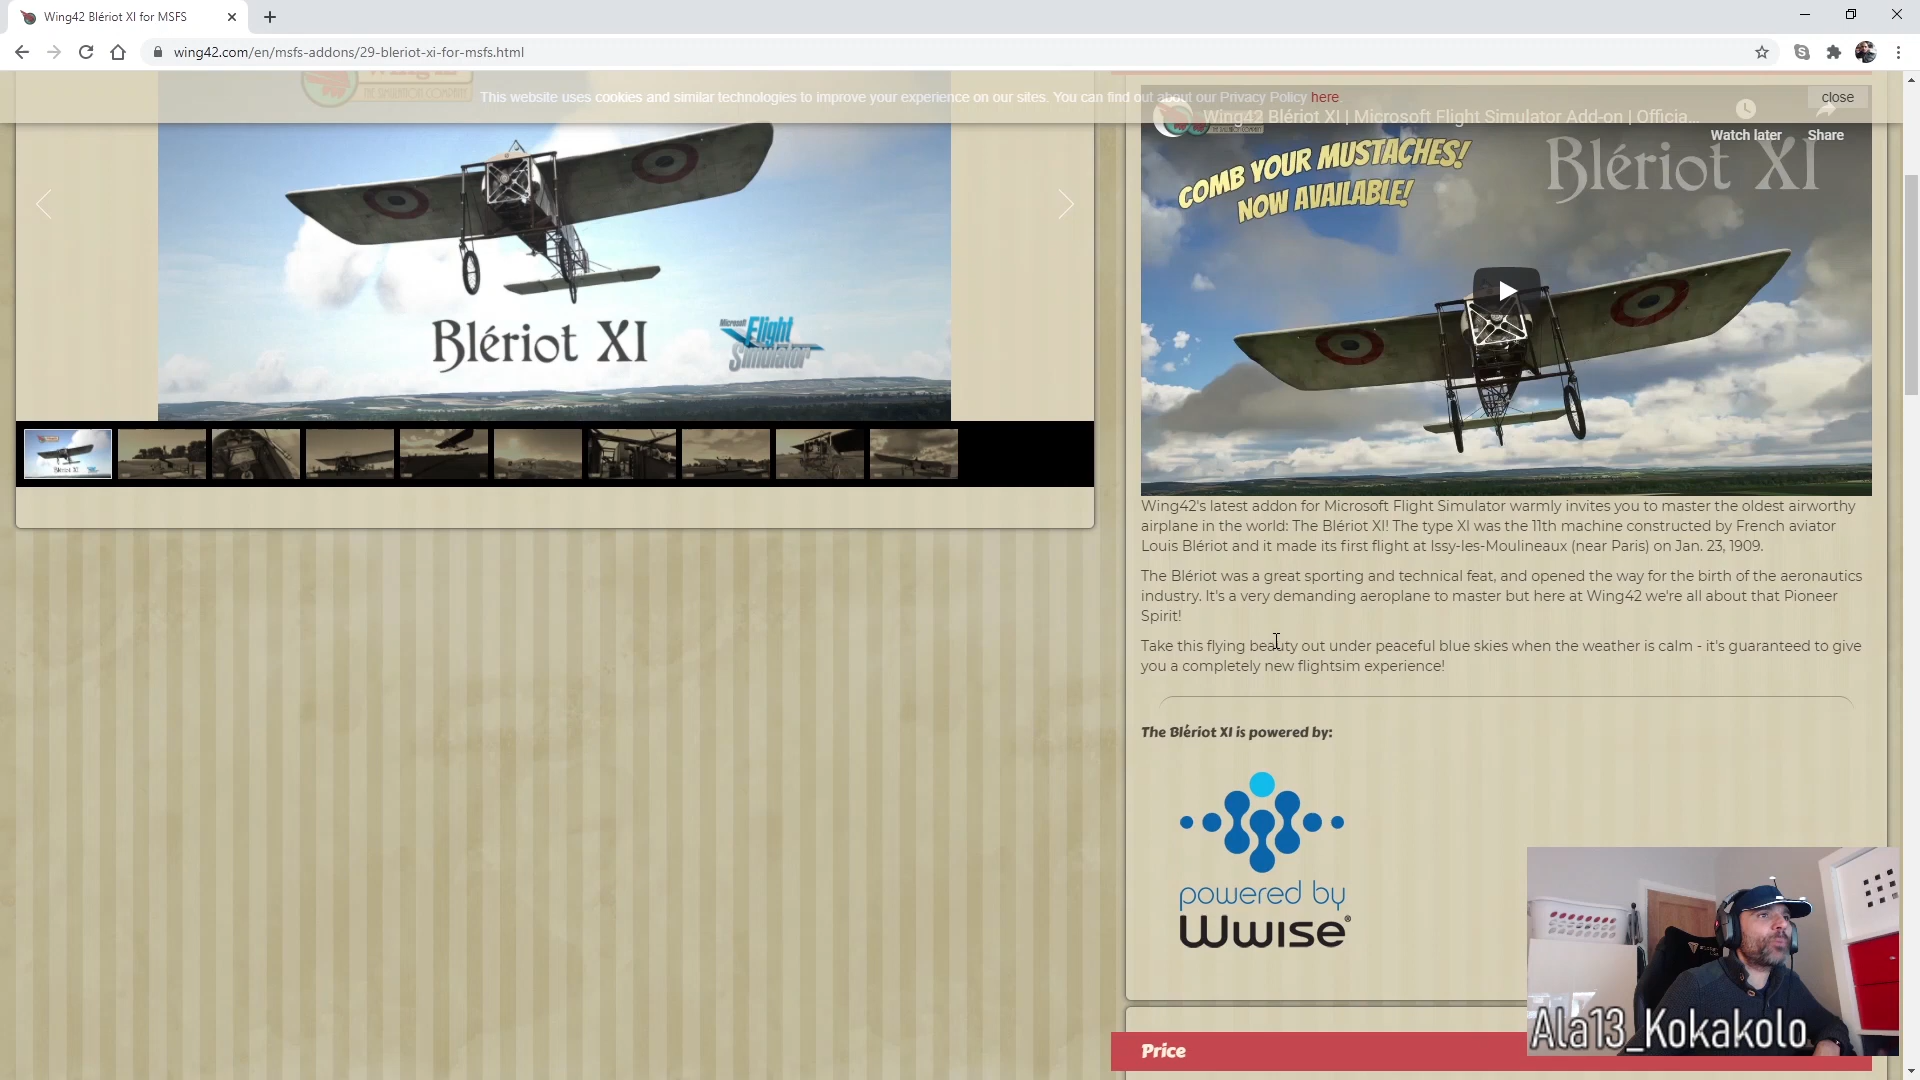 Wing42 Blériot XI for MSFS
wing42.com/en/msfs-addons/29-bleriot-xi-for-msfs.html
This website uses cookies and similar technologies to improve your experience on our sites. You can find out about our Privacy Policy here
close
Wing42 Blériot XI | Microsoft Flight Simulator Add-on | Officia...
Watch later
Share
COMB YOUR MUSTACHES!
NOW AVAILABLE!
Blériot XI
Blériot XI
Microsoft
Flight
Simulator
Wing42's latest addon for Microsoft Flight Simulator warmly invites you to master the oldest airworthy
airplane in the world: The Blériot XI! The type XI was the 11th machine constructed by French aviator
Louis Blériot and it made its first flight at Issy-les-Moulineaux (near Paris) on Jan. 23, 1909.
The Blériot was a great sporting and technical feat, and opened the way for the birth of the aeronautics
industry. It's a very demanding aeroplane to master but here at Wing42 we're all about that Pioneer
Spirit!
Take this flying beauty out under peaceful blue skies when the weather is calm - it's guaranteed to give
you a completely new flightsim experience!
The Blériot XI is powered by:
powered by
Wwise®
Ala13_Kokakolo
Price